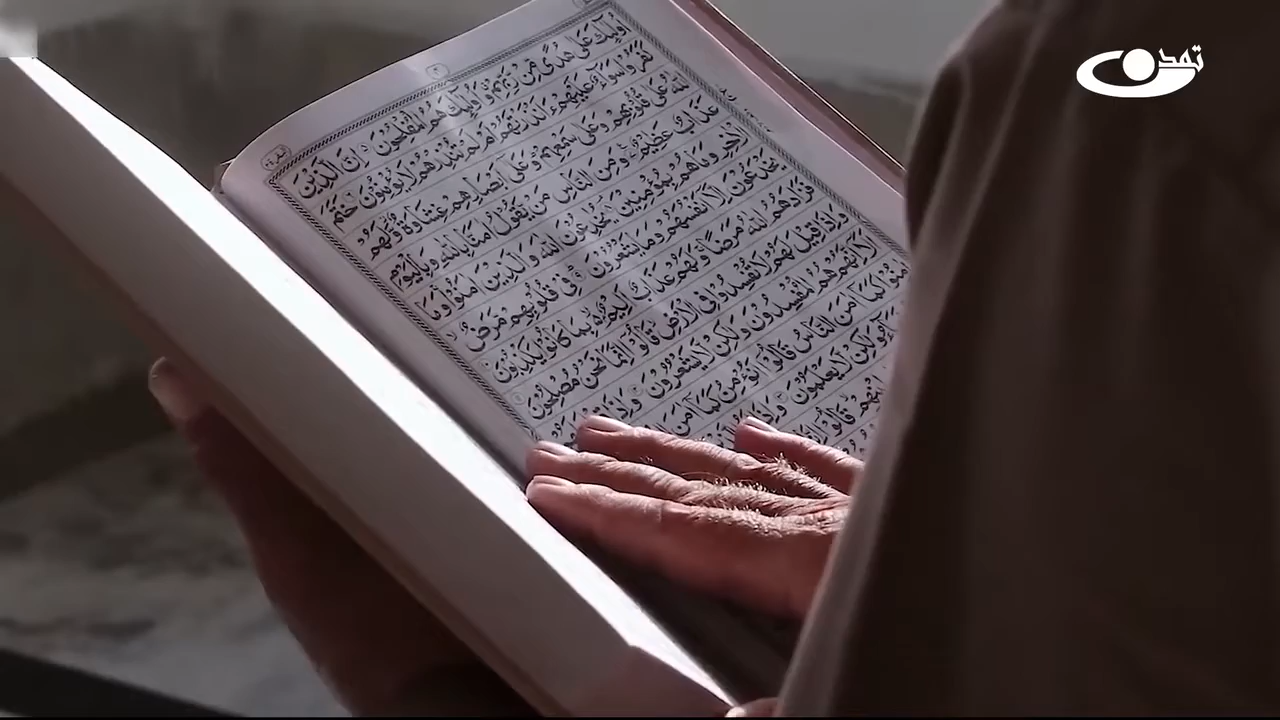 تمدن
أُولَٰئِكَ عَلَىٰ هُدًى مِّن رَّبِّهِمْ وَأُولَٰئِكَ هُمُ الْمُفْلِحُونَ إِنَّ الَّذِينَ
كَفَرُوا سَوَاءٌ عَلَيْهِمْ أَأَنذَرْتَهُمْ أَمْ لَمْ تُنذِرْهُمْ لَا يُؤْمِنُونَ خَتَمَ
اللَّهُ عَلَىٰ قُلُوبِهِمْ وَعَلَىٰ سَمْعِهِمْ وَعَلَىٰ أَبْصَارِهِمْ غِشَاوَةٌ وَلَهُمْ
عَذَابٌ عَظِيمٌ وَمِنَ النَّاسِ مَن يَقُولُ آمَنَّا بِاللَّهِ وَبِالْيَوْمِ
الْآخِرِ وَمَا هُم بِمُؤْمِنِينَ يُخَادِعُونَ اللَّهَ وَالَّذِينَ آمَنُوا وَمَا
يَخْدَعُونَ إِلَّا أَنفُسَهُمْ وَمَا يَشْعُرُونَ فِي قُلُوبِهِم مَّرَضٌ
فَزَادَهُمُ اللَّهُ مَرَضًا وَلَهُمْ عَذَابٌ أَلِيمٌ بِمَا كَانُوا يَكْذِبُونَ
وَإِذَا قِيلَ لَهُمْ لَا تُفْسِدُوا فِي الْأَرْضِ قَالُوا إِنَّمَا نَحْنُ مُصْلِحُونَ
أَلَا إِنَّهُمْ هُمُ الْمُفْسِدُونَ وَلَٰكِن لَّا يَشْعُرُونَ وَإِذَا
آمِنُوا كَمَا آمَنَ النَّاسُ قَالُوا أَنُؤْمِنُ كَمَا آمَنَ
وَلَٰكِن لَّا يَعْلَمُونَ وَإِذَا
قَالُوا